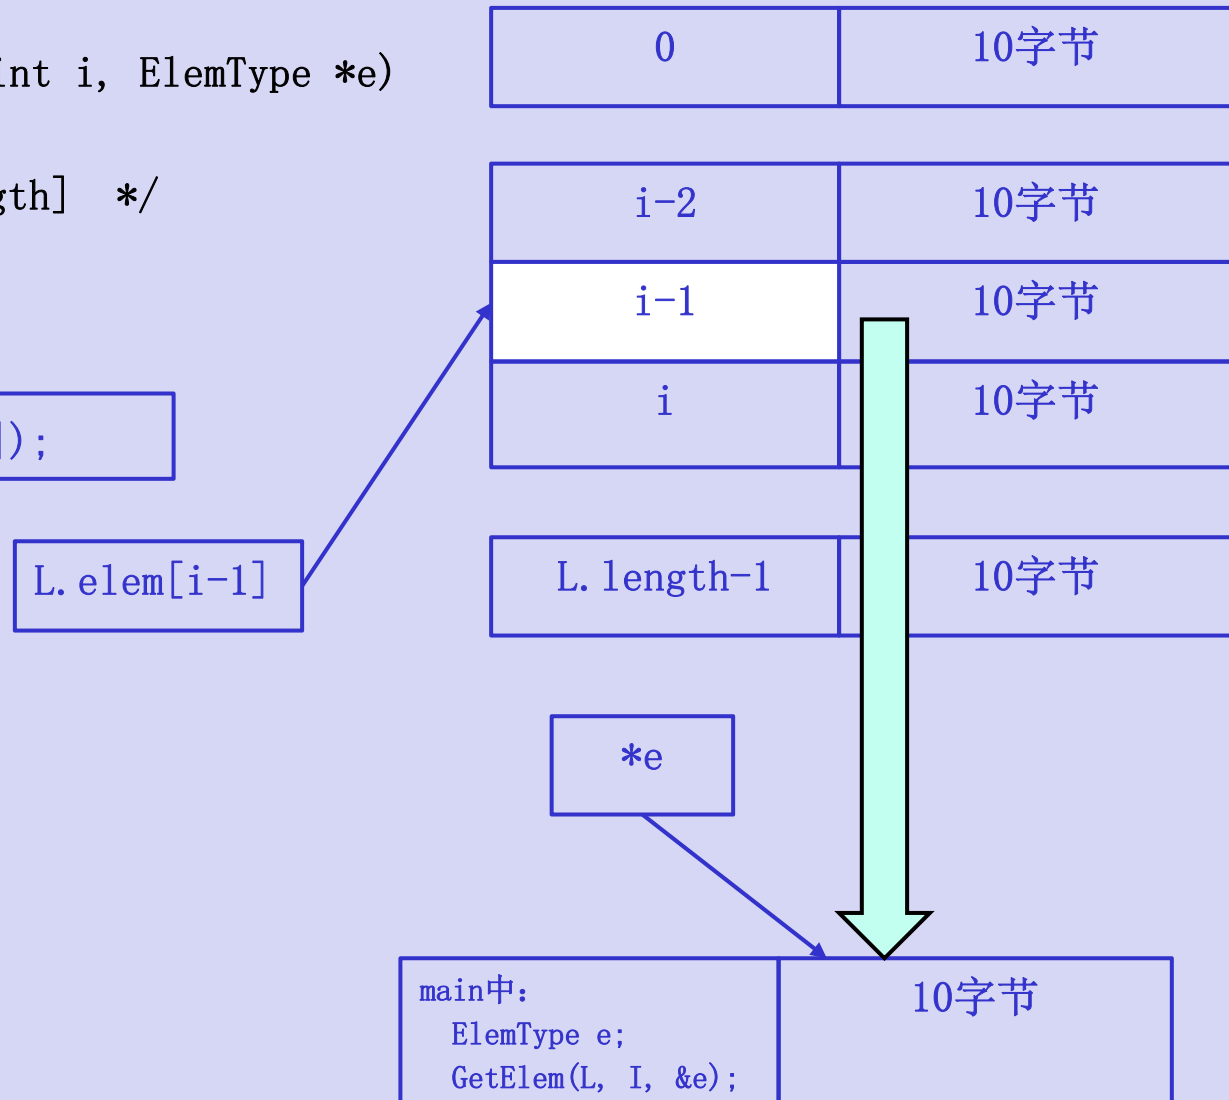 int i, ElemType *e)
gth]  */
]);
L.elem[i-1]
0 10字节
i-2 10字节
i-1 10字节
i 10字节
L.length-1 10字节
*e
main中: 10字节
ElemType e;
GetElem(L, I, &e);